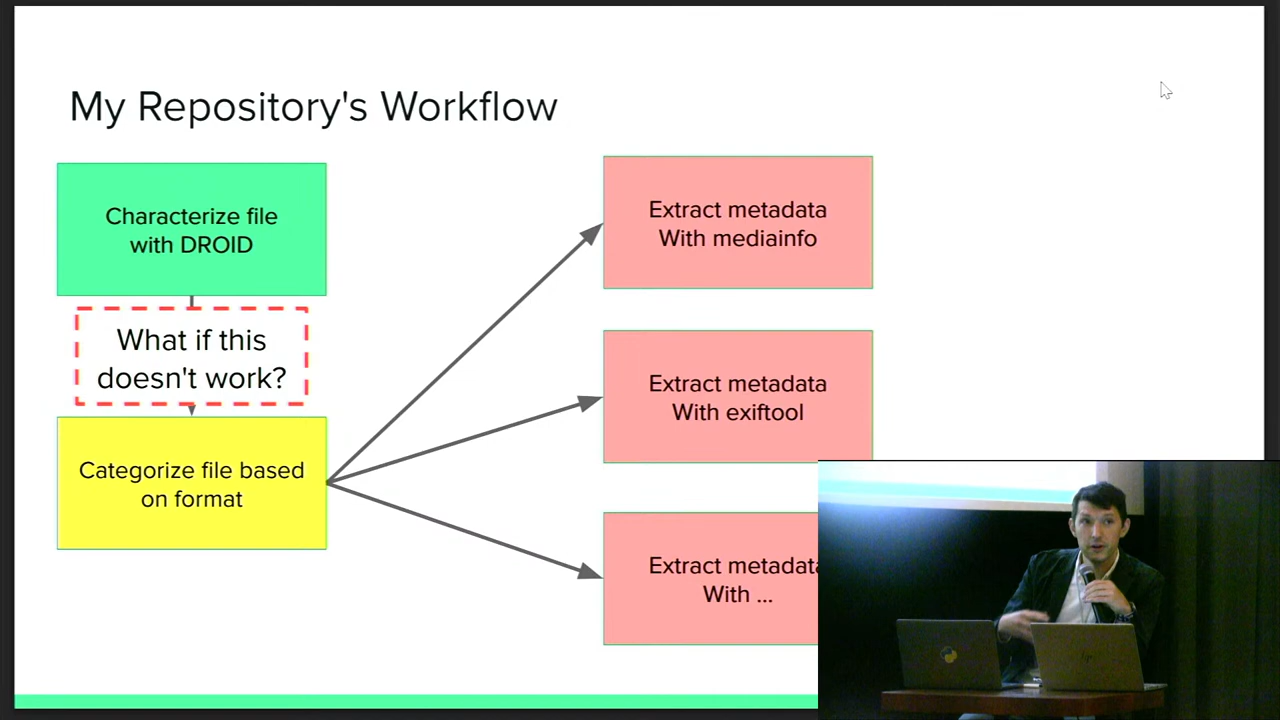 My Repository's Workflow
Characterize file
with DROID
What if this
doesn't work?
Categorize file based
on format
Extract metadata
With mediainfo
Extract metadata
With exiftool
Extract metadata
With ...